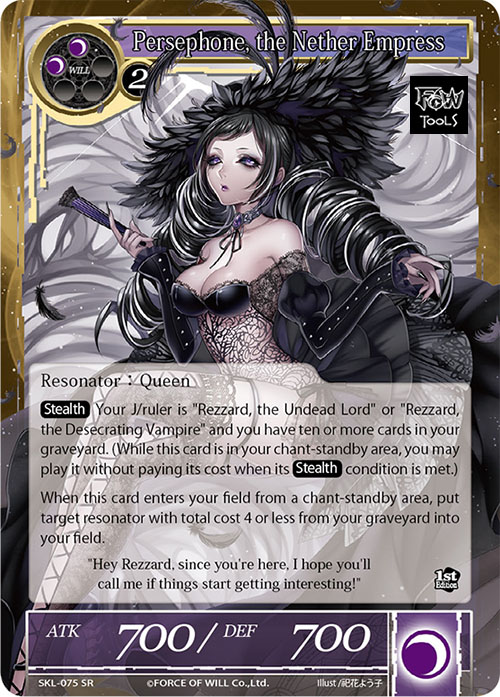 Persephone, the Nether Empress
WILL
2
FoW
TOOLS
Resonator : Queen
Stealth Your J/ruler is "Rezzard, the Undead Lord" or "Rezzard,
the Desecrating Vampire" and you have ten or more cards in your
graveyard. (While this card is in your chant-standby area, you may
play it without paying its cost when its Stealth condition is met.)
When this card enters your field from a chant-standby area, put
target resonator with total cost 4 or less from your graveyard into
your field.
"Hey Rezzard, since you're here, I hope you'll
call me if things start getting interesting!"
1st
Edition
ATK 700 / DEF 700
SKL-075 SR ©FORCE OF WILL Co.,Ltd. Illust /祀花よう子